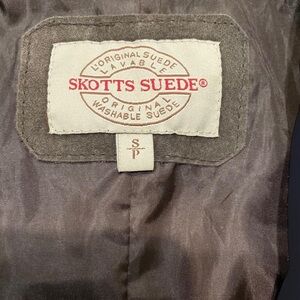 L'ORIGINAL SUEDE
LAVABLE
SKOTTS SUEDE®
ORIGINAL
WASHABLE SUEDE
S
P